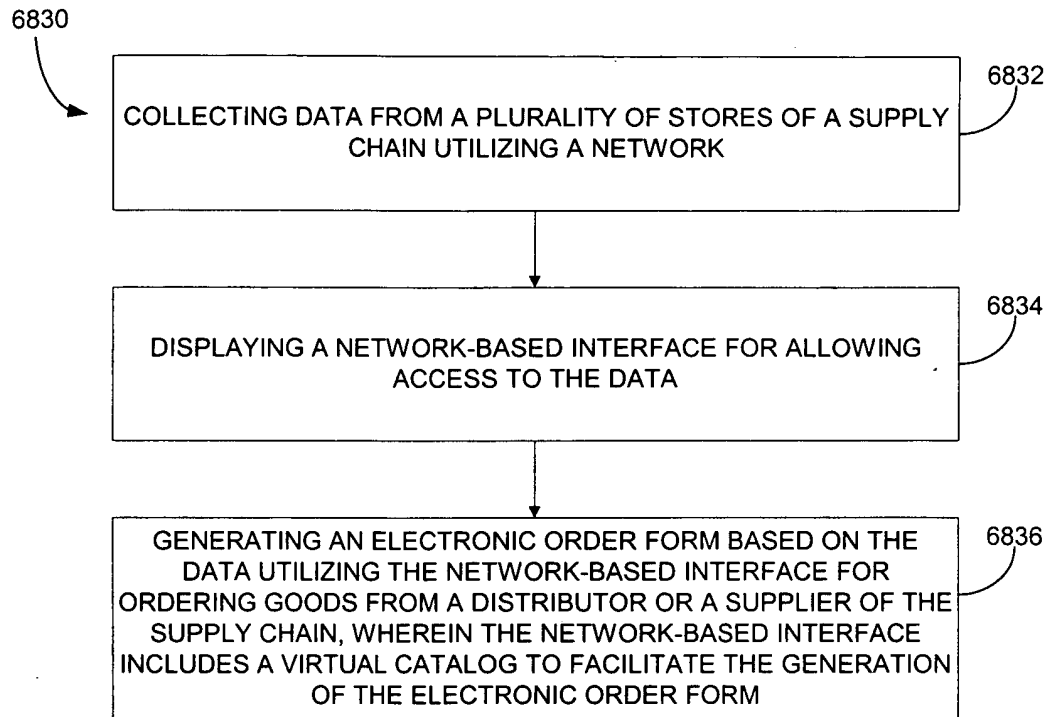 6830
6832
COLLECTING DATA FROM A PLURALITY OF STORES OF A SUPPLY
CHAIN UTILIZING A NETWORK
6834
DISPLAYING A NETWORK-BASED INTERFACE FOR ALLOWING
ACCESS TO THE DATA
6836
GENERATING AN ELECTRONIC ORDER FORM BASED ON THE
DATA UTILIZING THE NETWORK-BASED INTERFACE FOR
ORDERING GOODS FROM A DISTRIBUTOR OR A SUPPLIER OF THE
SUPPLY CHAIN, WHEREIN THE NETWORK-BASED INTERFACE
INCLUDES A VIRTUAL CATALOG TO FACILITATE THE GENERATION
OF THE ELECTRONIC ORDER FORM